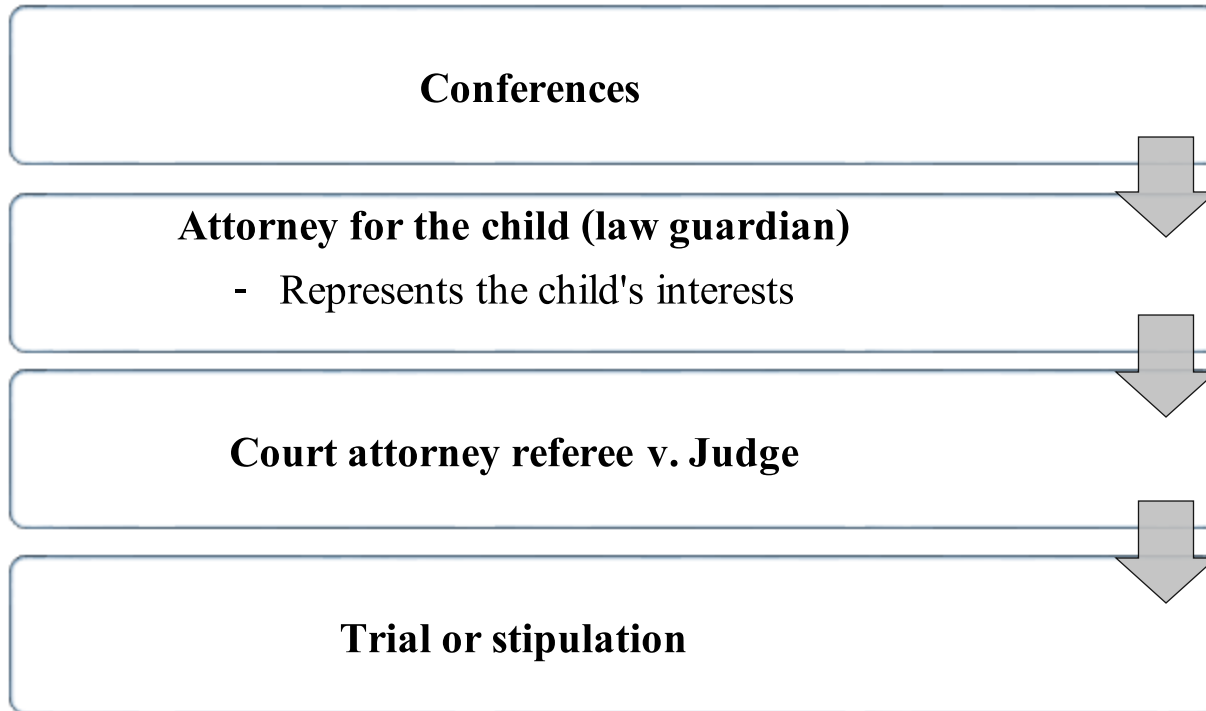 Conferences
Attorney for the child (law guardian)
- Represents the child's interests
Court attorney referee v. Judge
Trial or stipulation